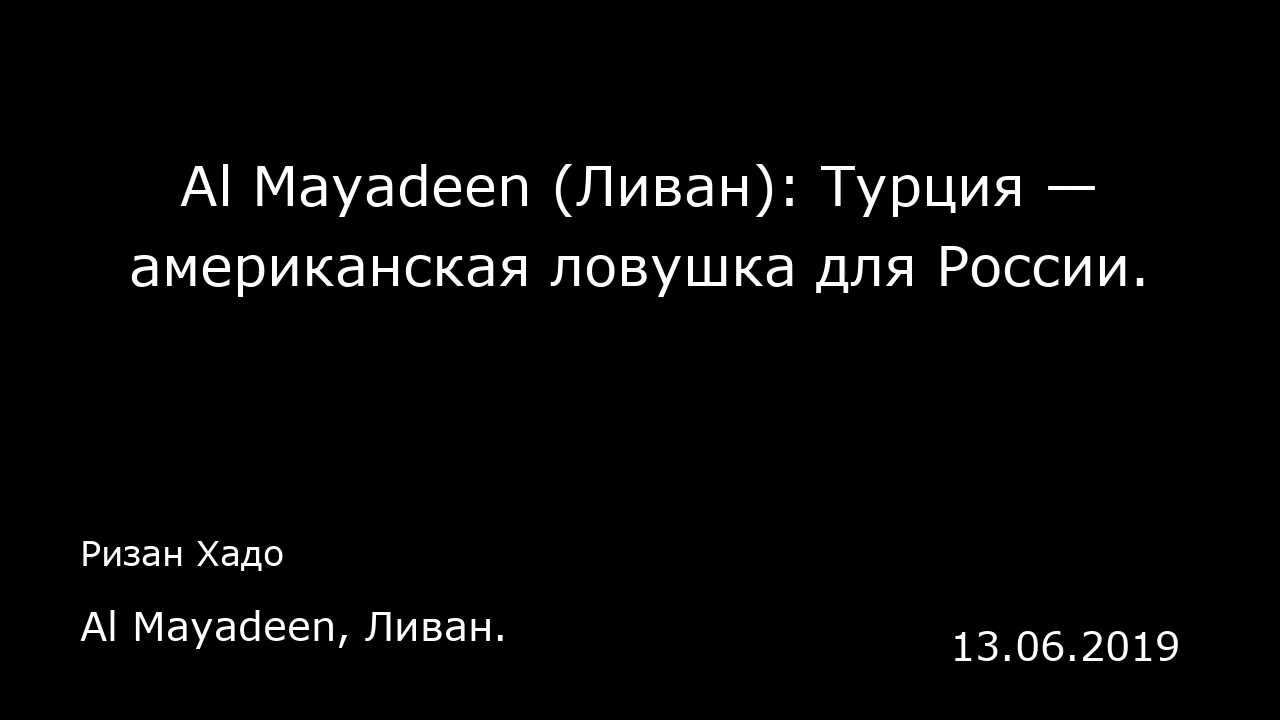 Al Mayadeen (Ливан): Турция —
американская ловушка для России.
Ризан Хадо
Al Mayadeen, Ливан.
13.06.2019